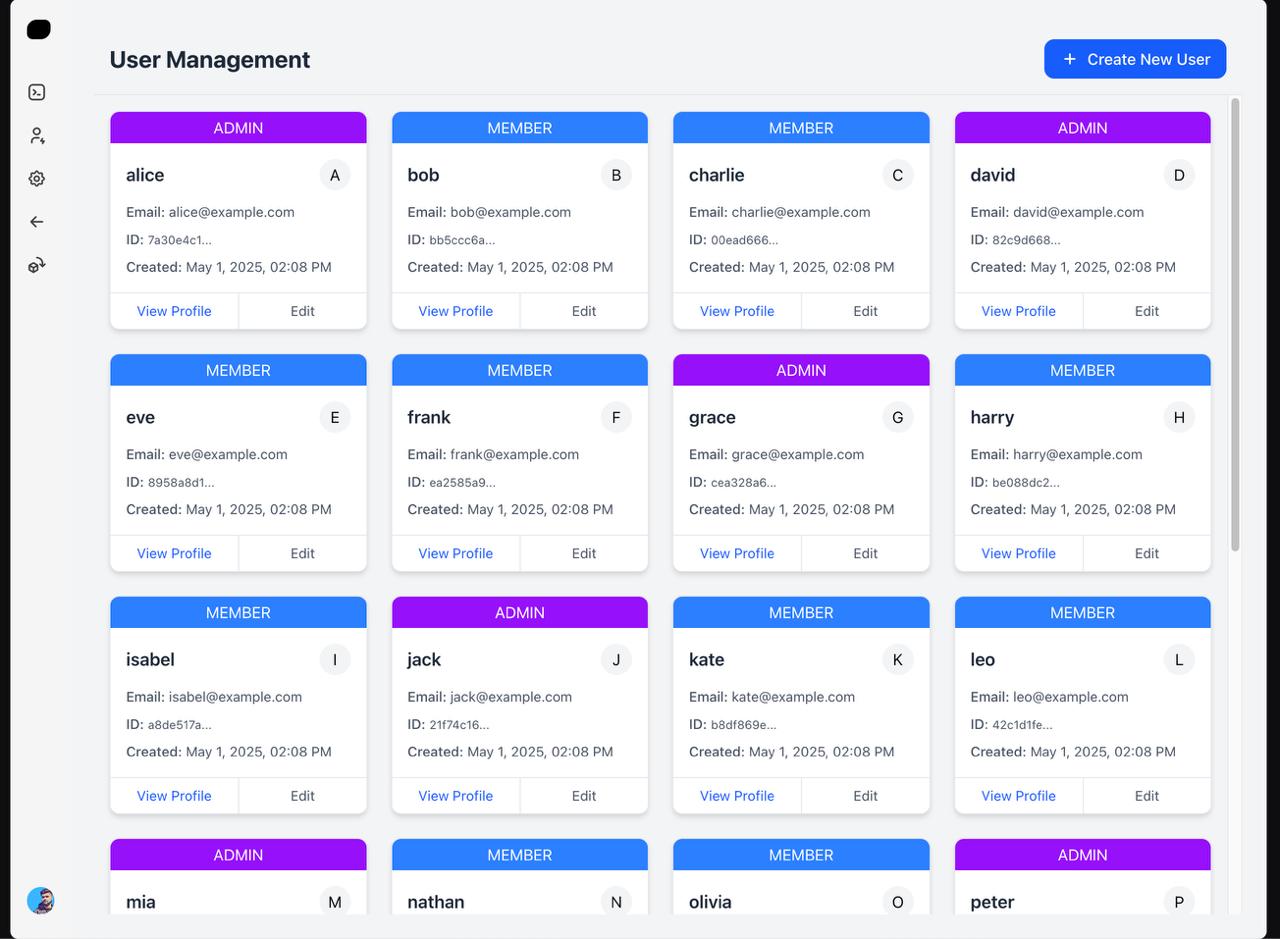 User Management
+ Create New User
ADMIN
alice
A
Email: alice@example.com
ID: 7a30e4c1...
Created: May 1, 2025, 02:08 PM
View Profile
Edit
MEMBER
bob
B
Email: bob@example.com
ID: bb5ccc6a...
Created: May 1, 2025, 02:08 PM
View Profile
Edit
MEMBER
charlie
C
Email: charlie@example.com
ID: 00ead666...
Created: May 1, 2025, 02:08 PM
View Profile
Edit
ADMIN
david
D
Email: david@example.com
ID: 82c9d668...
Created: May 1, 2025, 02:08 PM
View Profile
Edit
MEMBER
eve
E
Email: eve@example.com
ID: 8958a8d1...
Created: May 1, 2025, 02:08 PM
View Profile
Edit
MEMBER
frank
F
Email: frank@example.com
ID: ea2585a9...
Created: May 1, 2025, 02:08 PM
View Profile
Edit
ADMIN
grace
G
Email: grace@example.com
ID: cea328a6...
Created: May 1, 2025, 02:08 PM
View Profile
Edit
MEMBER
harry
H
Email: harry@example.com
ID: be088dc2...
Created: May 1, 2025, 02:08 PM
View Profile
Edit
MEMBER
isabel
I
Email: isabel@example.com
ID: a8de517a...
Created: May 1, 2025, 02:08 PM
View Profile
Edit
ADMIN
jack
J
Email: jack@example.com
ID: 21f74c16...
Created: May 1, 2025, 02:08 PM
View Profile
Edit
MEMBER
kate
K
Email: kate@example.com
ID: b8df869e...
Created: May 1, 2025, 02:08 PM
View Profile
Edit
MEMBER
leo
L
Email: leo@example.com
ID: 42c1d1fe...
Created: May 1, 2025, 02:08 PM
View Profile
Edit
ADMIN
mia
M
MEMBER
nathan
N
MEMBER
olivia
O
ADMIN
peter
P